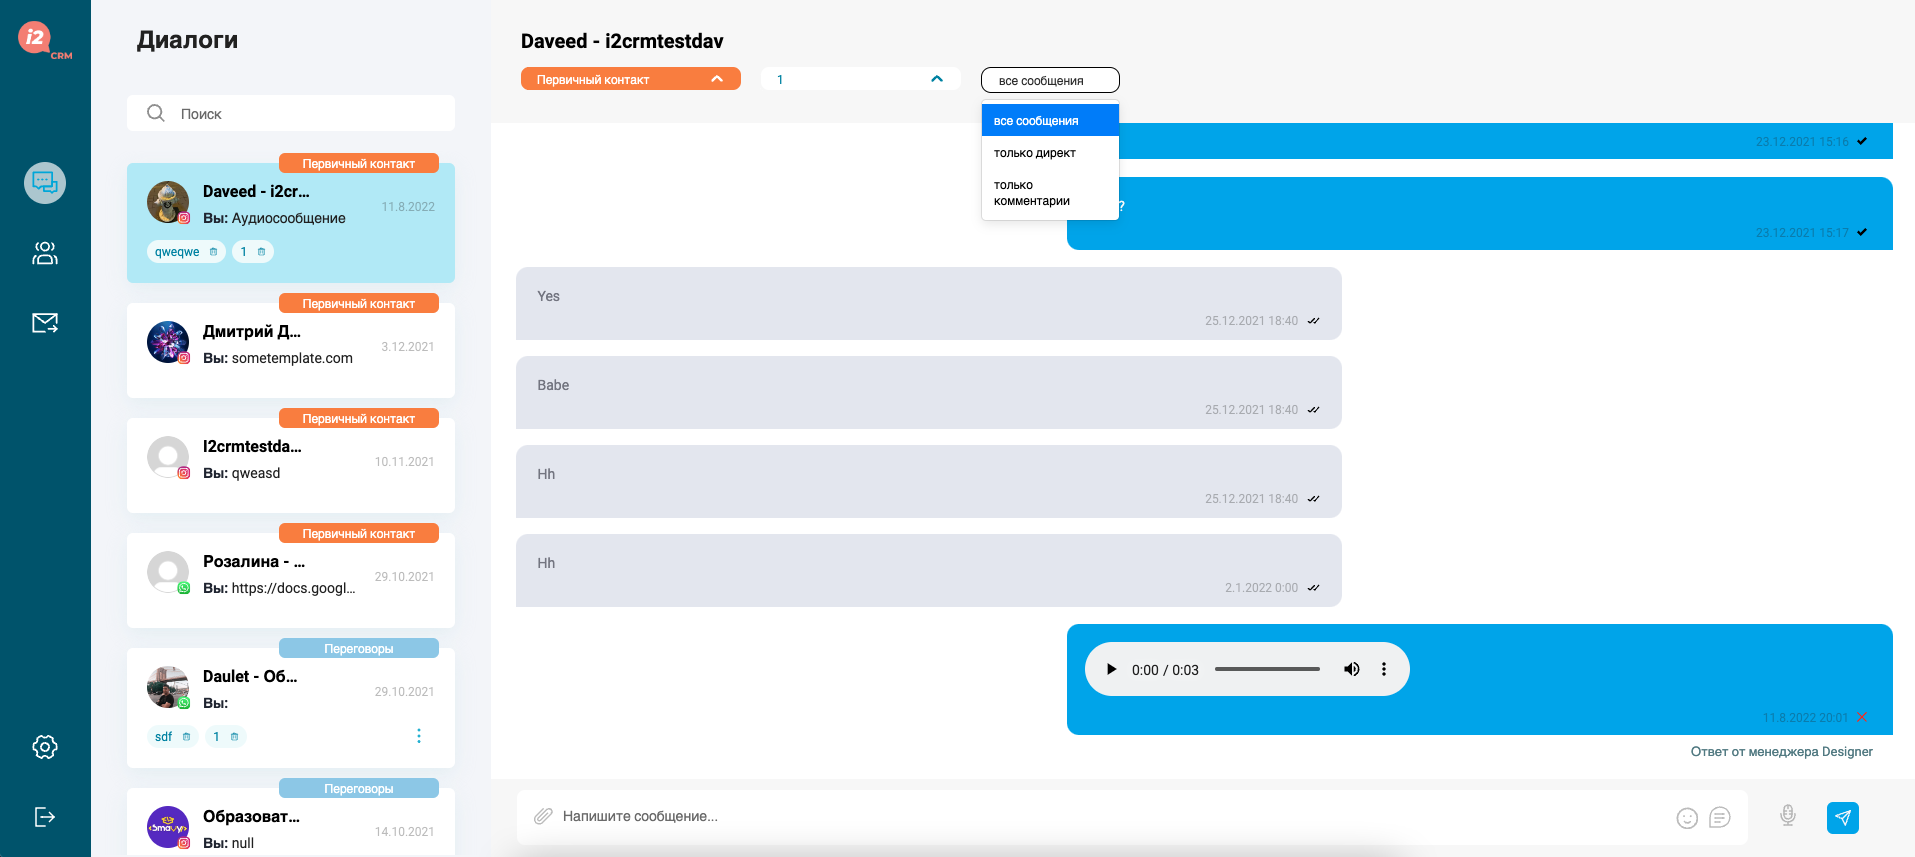 i2
CRM
Диалоги
Поиск
Первичный контакт
Daveed - i2cr...
11.8.2022
Вы: Аудиосообщение
qweqwe
1
Первичный контакт
Дмитрий Д...
3.12.2021
Вы: sometemplate.com
Первичный контакт
I2crmtestda...
10.11.2021
Вы: qweasd
Первичный контакт
Розалина - ...
29.10.2021
Вы: https://docs.googl...
Переговоры
Daulet - Об...
29.10.2021
Вы:
sdf
1
Переговоры
Smavyn
Образоват...
14.10.2021
Вы: null
Daveed - i2crmtestdav
Первичный контакт
1
все сообщения
все сообщения
только директ
только
комментарии
23.12.2021 15:16
?
23.12.2021 15:17
Yes
25.12.2021 18:40
Babe
25.12.2021 18:40
Hh
25.12.2021 18:40
Hh
2.1.2022 0:00
0:00 / 0:03
11.8.2022 20:01
Ответ от менеджера Designer
Напишите сообщение...